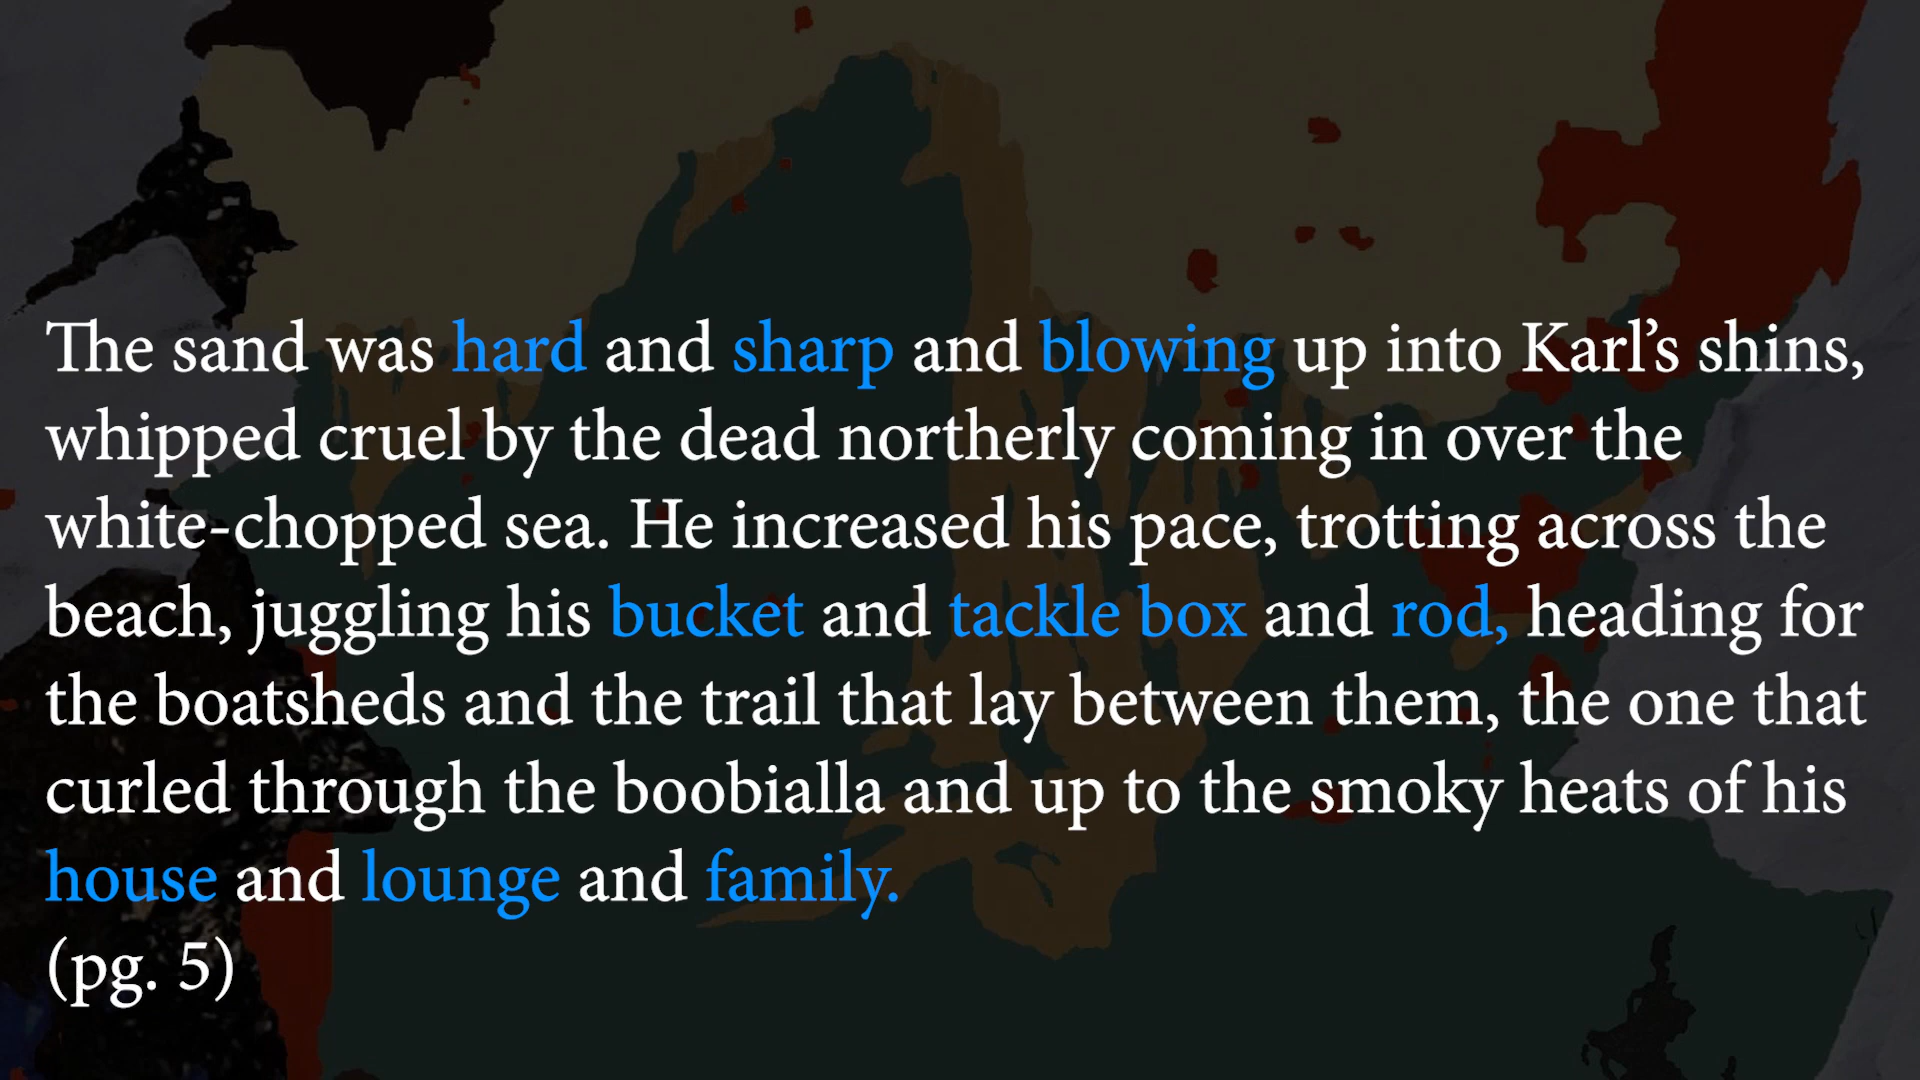 The sand was hard and sharp and blowing up into Karl’s shins,
whipped cruel by the dead northerly coming in over the
white-chopped sea. He increased his pace, trotting across the
beach, juggling his bucket and tackle box and rod, heading for
the boatsheds and the trail that lay between them, the one that
curled through the boobialla and up to the smoky heats of his
house and lounge and family.
(pg. 5)